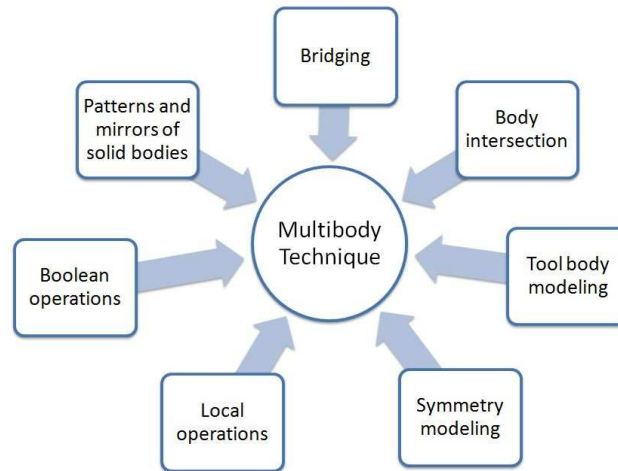 Bridging
Patterns and
mirrors of
solid bodies
Body
intersection
Multibody
Technique
Boolean
operations
Tool body
modeling
Local
operations
Symmetry
modeling